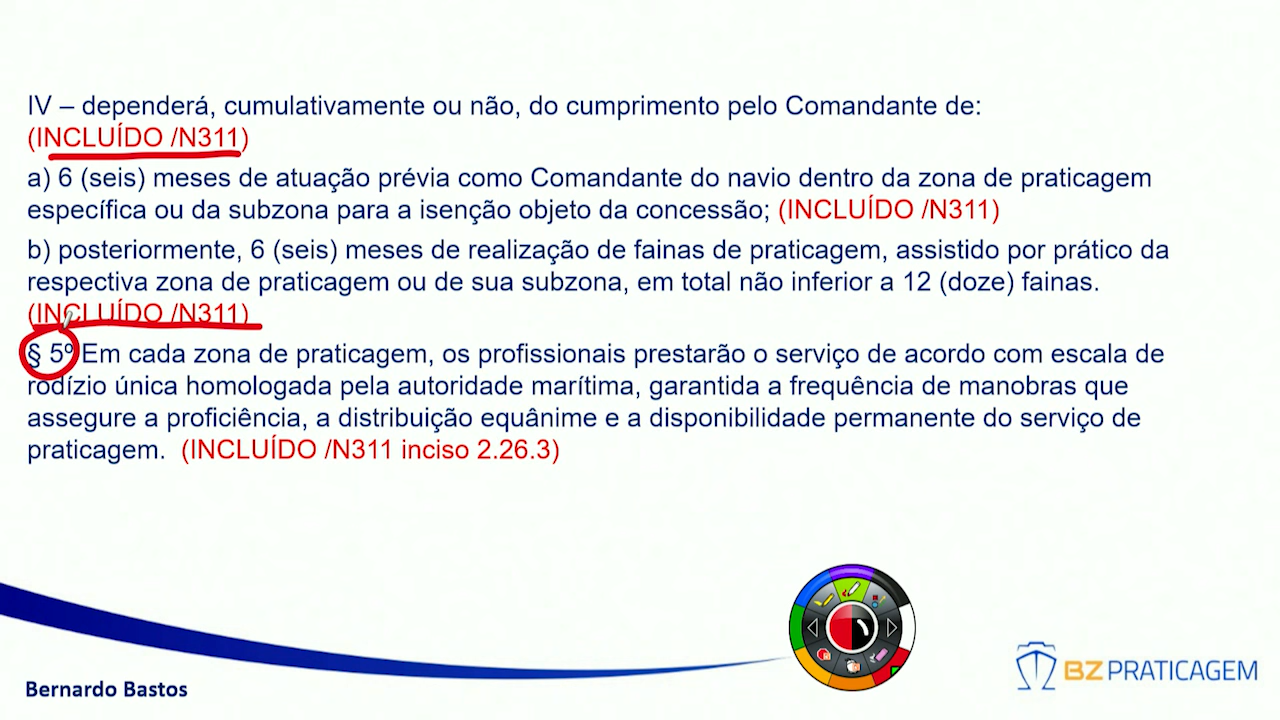 IV – dependerá, cumulativamente ou não, do cumprimento pelo Comandante de:
(INCLUÍDO /N311)
a) 6 (seis) meses de atuação prévia como Comandante do navio dentro da zona de praticagem
específica ou da subzona para a isenção objeto da concessão; (INCLUÍDO /N311)
b) posteriormente, 6 (seis) meses de realização de fainas de praticagem, assistido por prático da
respectiva zona de praticagem ou de sua subzona, em total não inferior a 12 (doze) fainas.
(INCLUÍDO /N311)
§ 5º Em cada zona de praticagem, os profissionais prestarão o serviço de acordo com escala de
rodízio única homologada pela autoridade marítima, garantida a frequência de manobras que
assegure a proficiência, a distribuição equânime e a disponibilidade permanente do serviço de
praticagem. (INCLUÍDO /N311 inciso 2.26.3)
Bernardo Bastos
BZPRATICAGEM